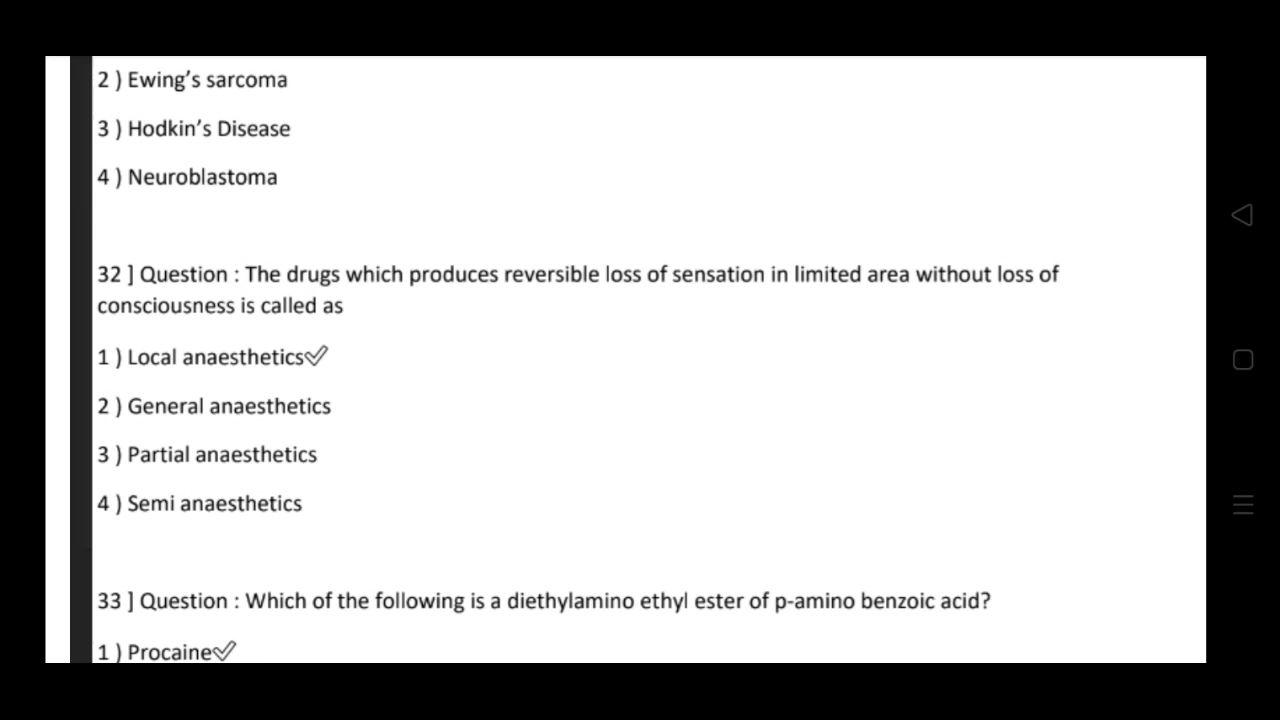 2 ) Ewing’s sarcoma
3 ) Hodkin’s Disease
4 ) Neuroblastoma
32 ] Question : The drugs which produces reversible loss of sensation in limited area without loss of
consciousness is called as
1 ) Local anaesthetics✓
2 ) General anaesthetics
3 ) Partial anaesthetics
4 ) Semi anaesthetics
33 ] Question : Which of the following is a diethylamino ethyl ester of p-amino benzoic acid?
1 ) Procaine✓